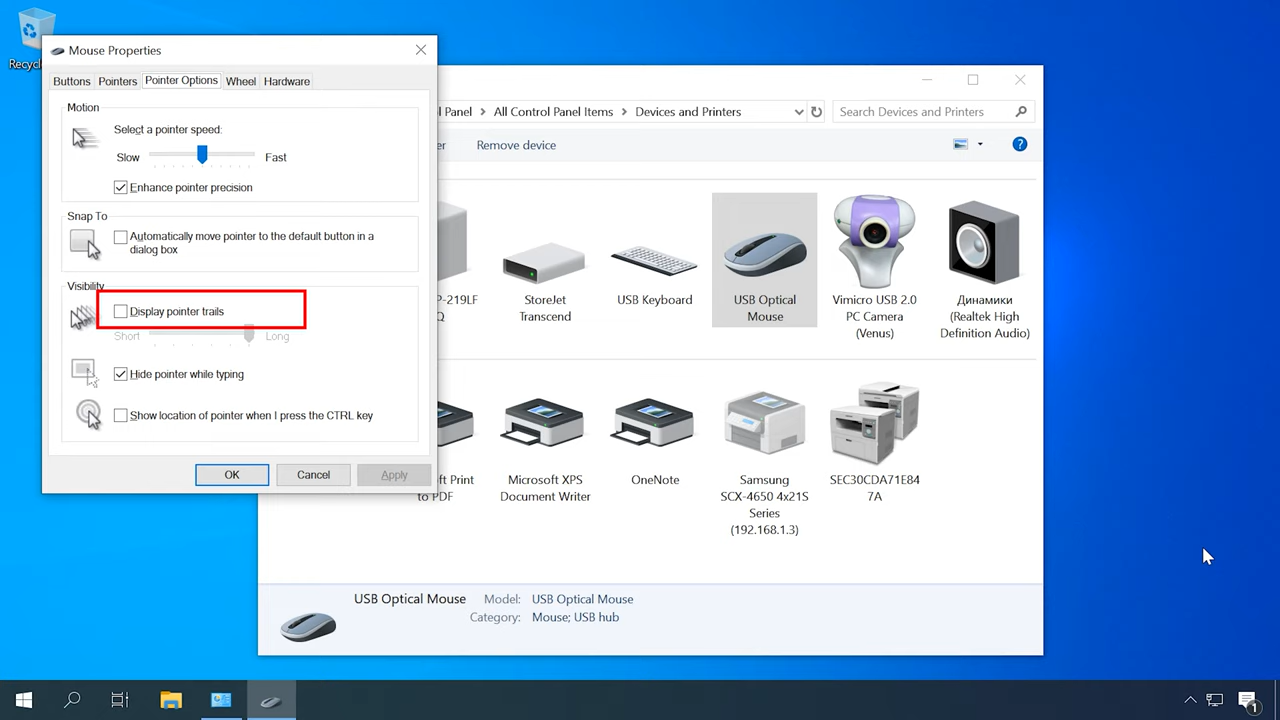 Recycl
Mouse Properties
Buttons
Pointers
Pointer Options
Wheel
Hardware
Motion
Select a pointer speed:
Slow
Fast
Enhance pointer precision
Snap To
Automatically move pointer to the default button in a
dialog box
Visibility
Display pointer trails
Short
Long
Hide pointer while typing
Show location of pointer when I press the CTRL key
OK
Cancel
Apply
l Panel
All Control Panel Items
Devices and Printers
Search Devices and Printers
er
Remove device
P-219LF
Q
StoreJet
Transcend
USB Keyboard
USB Optical
Mouse
Vimicro USB 2.0
PC Camera
(Venus)
Динамики
(Realtek High
Definition Audio)
oft Print
to PDF
Microsoft XPS
Document Writer
OneNote
Samsung
SCX-4650 4x21S
Series
(192.168.1.3)
SEC30CDA71E84
7A
USB Optical Mouse
Model:
USB Optical Mouse
Category:
Mouse; USB hub
1